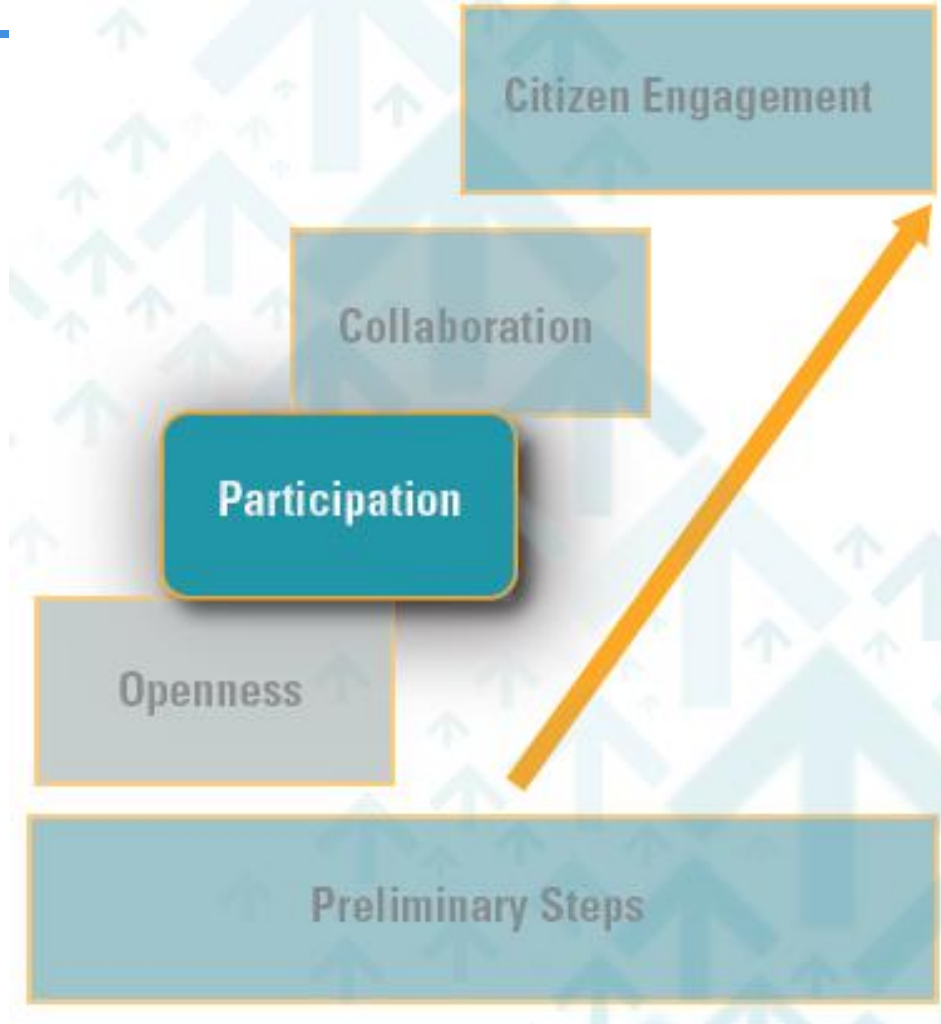 Citizen Engagement
Collaboration
Participation
Openness
Preliminary Steps